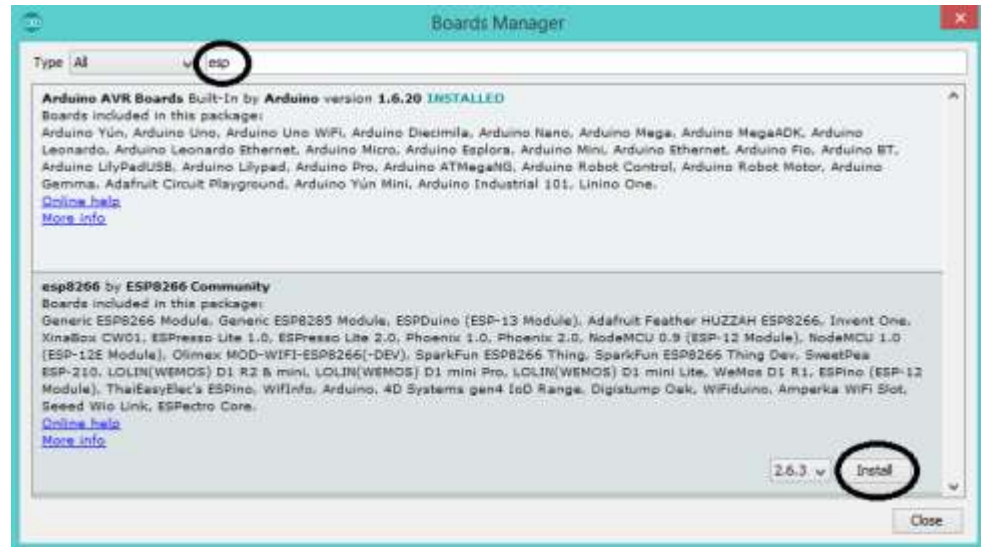 Boards Manager
Type All esp
Arduino AVR Boards Built-In by Arduino version 1.6.20 INSTALLED
Boards included in this package:
Arduino Yún, Arduino Uno, Arduino Uno WiFi, Arduino Diecimila, Arduino Nano, Arduino Mega, Arduino MegaADK, Arduino
Leonardo, Arduino Leonardo Ethernet, Arduino Micro, Arduino Esplora, Arduino Mini, Arduino Ethernet, Arduino Fio, Arduino BT,
Arduino LilyPadUSB, Arduino Lilypad, Arduino Pro, Arduino ATMegaNG, Arduino Robot Control, Arduino Robot Motor, Arduino
Gemma, Adafruit Circuit Playground, Arduino Yún Mini, Arduino Industrial 101, Linino One.
Online help
More info
esp8266 by ESP8266 Community
Boards included in this package:
Generic ESP8266 Module, Generic ESP8285 Module, ESPDuino (ESP-13 Module), Adafruit Feather HUZZAH ESP8266, Invent One,
XinaBox CW01, ESPresso Lite 1.0, ESPresso Lite 2.0, Phoenix 1.0, Phoenix 2.0, NodeMCU 0.9 (ESP-12 Module), NodeMCU 1.0
(ESP-12E Module), Olimex MOD-WIFI-ESP8266(-DEV), SparkFun ESP8266 Thing, SparkFun ESP8266 Thing Dev, SweetPea
ESP-210, LOLIN(WEMOS) D1 R2 & mini, LOLIN(WEMOS) D1 mini Pro, LOLIN(WEMOS) D1 mini Lite, WeMos D1 R1, ESPino (ESP-12
Module), ThaiEasyElec's ESPino, WifInfo, Arduino, 4D Systems gen4 IoD Range, Digistump Oak, WiFiduino, Amperka WiFi Slot,
Seeed Wio Link, ESPectro Core.
Online help
More info
2.6.3 Install
Close